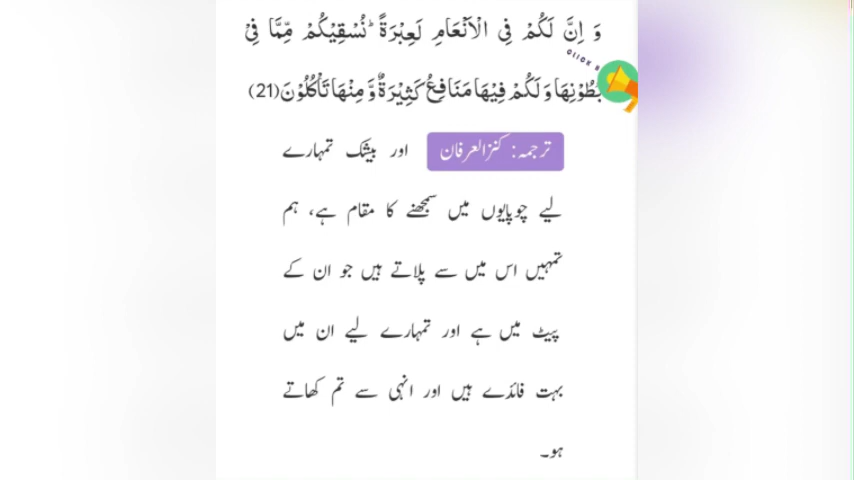 وَ اِنَّ لَكُمْ فِی الْاَنْعَامِ لَعِبْرَةًؕ-نُسْقِیْكُمْ مِّمَّا فِیْ
بُطُوْنِهَا وَ لَكُمْ فِیْهَا مَنَافِعُ كَثِیْرَةٌ وَّ مِنْهَا تَاْكُلُوْنَ(21)
ترجمہ: کنزالعرفان اور بیشک تمہارے
لیے چوپایوں میں سمجھنے کا مقام ہے، ہم
تمہیں اس میں سے پلاتے ہیں جو ان کے
پیٹ میں ہے اور تمہارے لیے ان میں
بہت فائدے ہیں اور انہی سے تم کھاتے
ہو۔